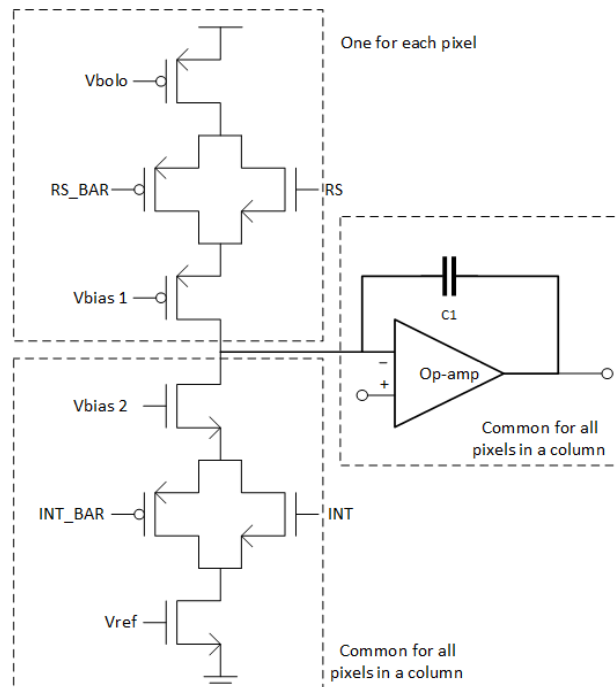 One for each pixel
Vbolo
RS_BAR
RS
Vbias 1
C1
Op-amp
−
+
Vbias 2
Common for all
pixels in a column
INT_BAR
INT
Vref
Common for all
pixels in a column